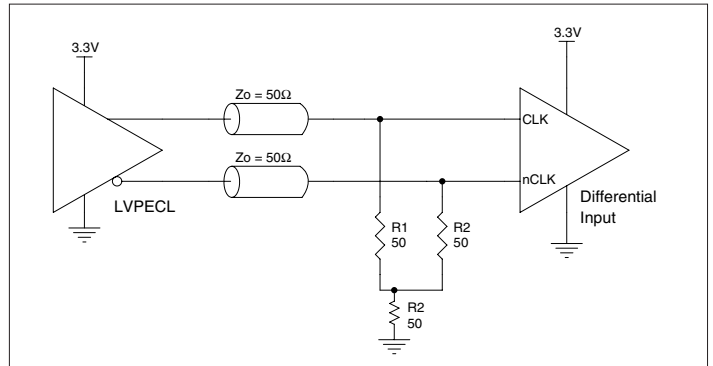 3.3V
3.3V
Zo = 50Ω
CLK
Zo = 50Ω
nCLK
LVPECL
Differential
Input
R1
50
R2
50
R2
50